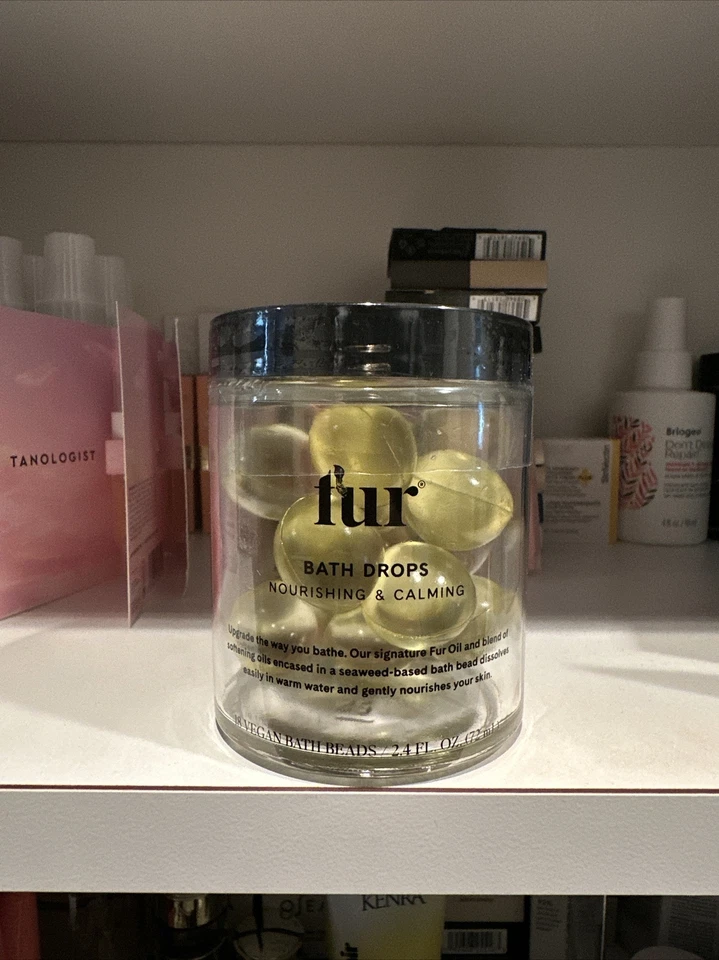 TANOLOGIST
fur®
BATH DROPS
NOURISHING & CALMING
Upgrade the way you bathe. Our signature Fur Oil and blend of
softening oils encased in a seaweed-based bath bead dissolves
easily in warm water and gently nourishes your skin.
VEGAN BATH BEADS / 2.4 FL. OZ. (72 ml
Briogeo
Repair
KENRA